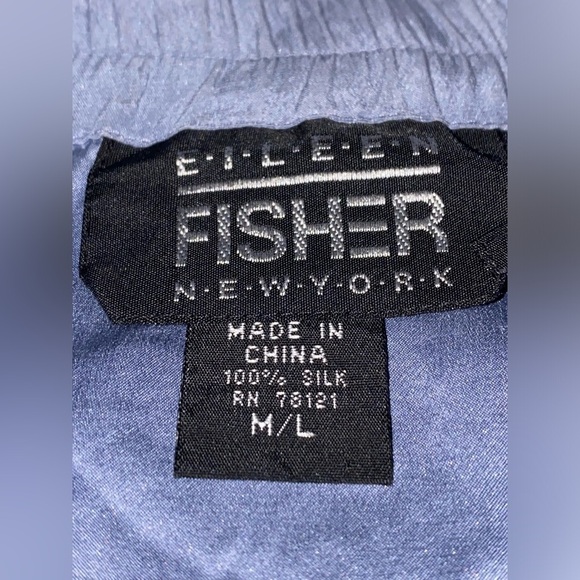 E·I·L·E·E·N
FISHER
N·E·W·Y·O·R·K
MADE IN
CHINA
100% SILK
RN 78121
M/L